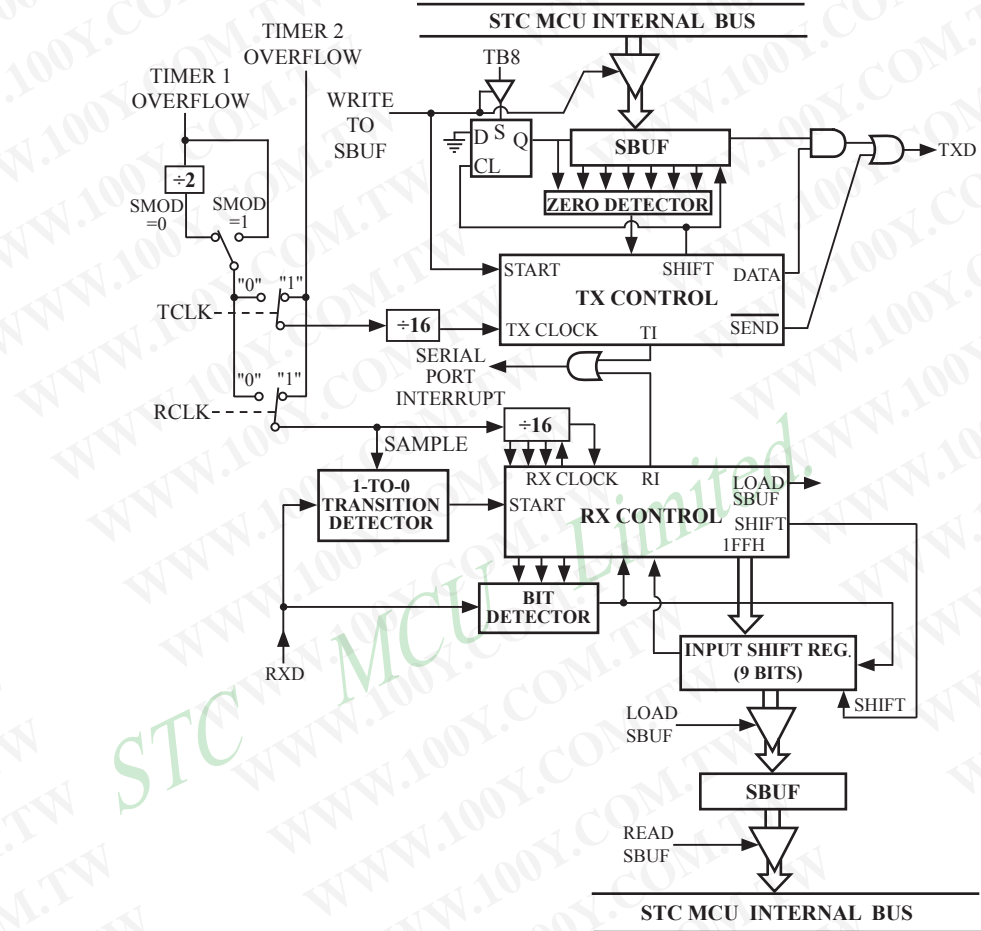 STC MCU INTERNAL BUS
TIMER 2
OVERFLOW
TIMER 1
OVERFLOW
TB8
WRITE
TO
SBUF
D S Q
CL
SBUF
TXD
÷2
ZERO DETECTOR
SMOD
=0
SMOD
=1
START
SHIFT
DATA
TX CONTROL
"0" "1"
TCLK
÷16
TX CLOCK
TI
SEND
SERIAL
PORT
INTERRUPT
"0" "1"
RCLK
÷16
SAMPLE
RX CLOCK
RI
LOAD
SBUF
1-TO-0
TRANSITION
DETECTOR
START
RX CONTROL
SHIFT
1FFH
BIT
DETECTOR
RXD
INPUT SHIFT REG.
(9 BITS)
SHIFT
LOAD
SBUF
SBUF
READ
SBUF
STC MCU INTERNAL BUS
STC MCU Limited.
WWW.100Y.COM.TW